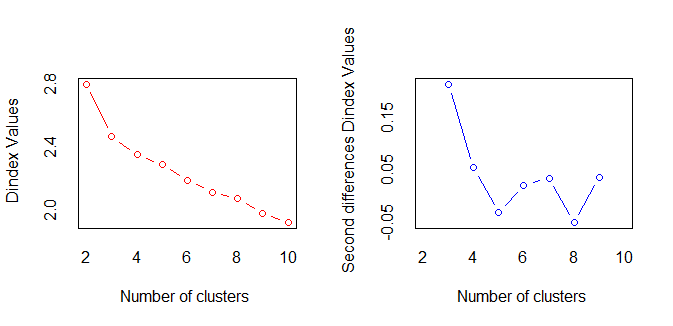 Dindex Values
2.0 2.4 2.8
2 4 6 8 10
Number of clusters
Second differences Dindex Values
-0.05 0.05 0.15
2 4 6 8 10
Number of clusters